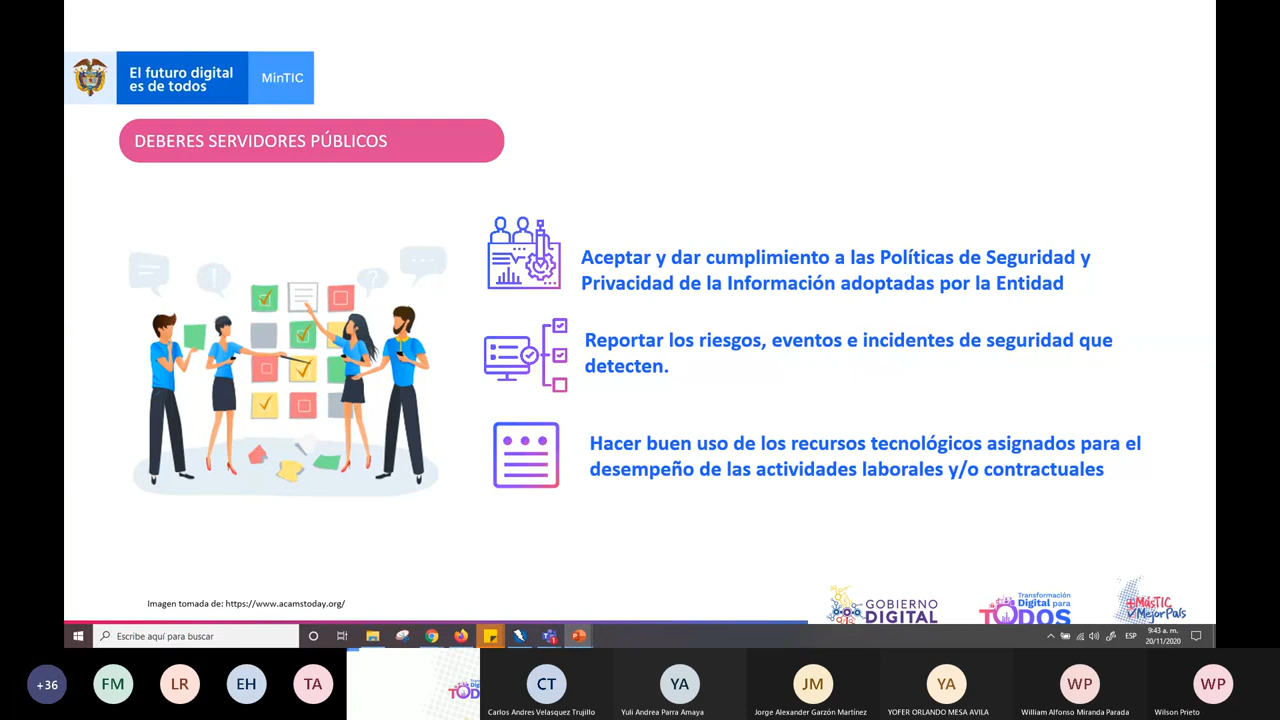 El futuro digital
es de todos
MinTIC
DEBERES SERVIDORES PÚBLICOS
Aceptar y dar cumplimiento a las Políticas de Seguridad y
Privacidad de la Información adoptadas por la Entidad
Reportar los riesgos, eventos e incidentes de seguridad que
detecten.
Hacer buen uso de los recursos tecnológicos asignados para el
desempeño de las actividades laborales y/o contractuales
Imagen tomada de: https://www.acamstoday.org/
GOBIERNO
DIGITAL
Transformación
Digital para
TODOS
+MásTIC
MejorPaís
Escribe aquí para buscar
ESP
9:43 a. m.
20/11/2020
+36
FM
LR
EH
TA
CT
YA
JM
YA
WP
WP
Carlos Andres Velasquez Trujillo
Yuli Andrea Parra Amaya
Jorge Alexander Garzón Martínez
YOFER ORLANDO MESA AVILA
William Alfonso Miranda Parada
Wilson Prieto